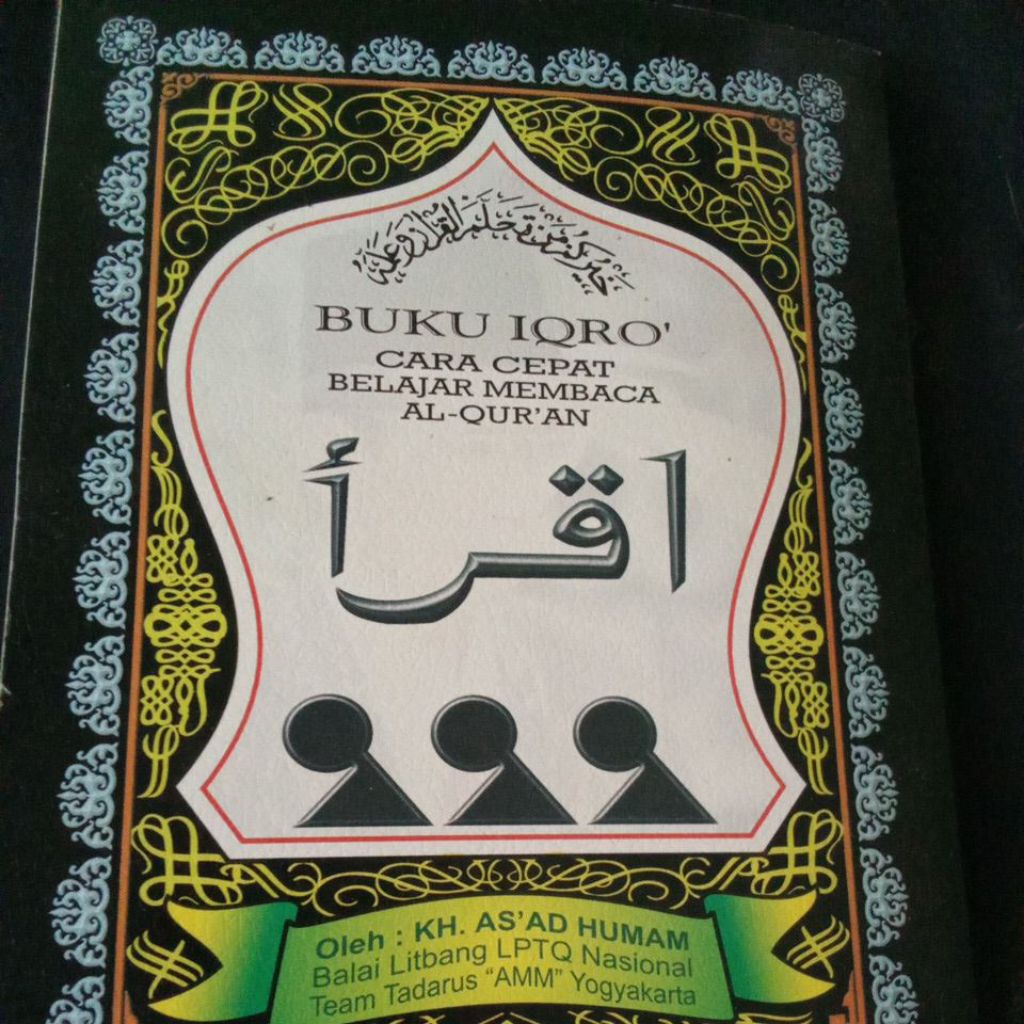 خيركم من تعلم القرآن وعلمه
BUKU IQRO'
CARA CEPAT
BELAJAR MEMBACA
AL-QUR'AN
اقرأ
Oleh : KH. AS'AD HUMAM
Balai Litbang LPTQ Nasional
Team Tadarus "AMM" Yogyakarta